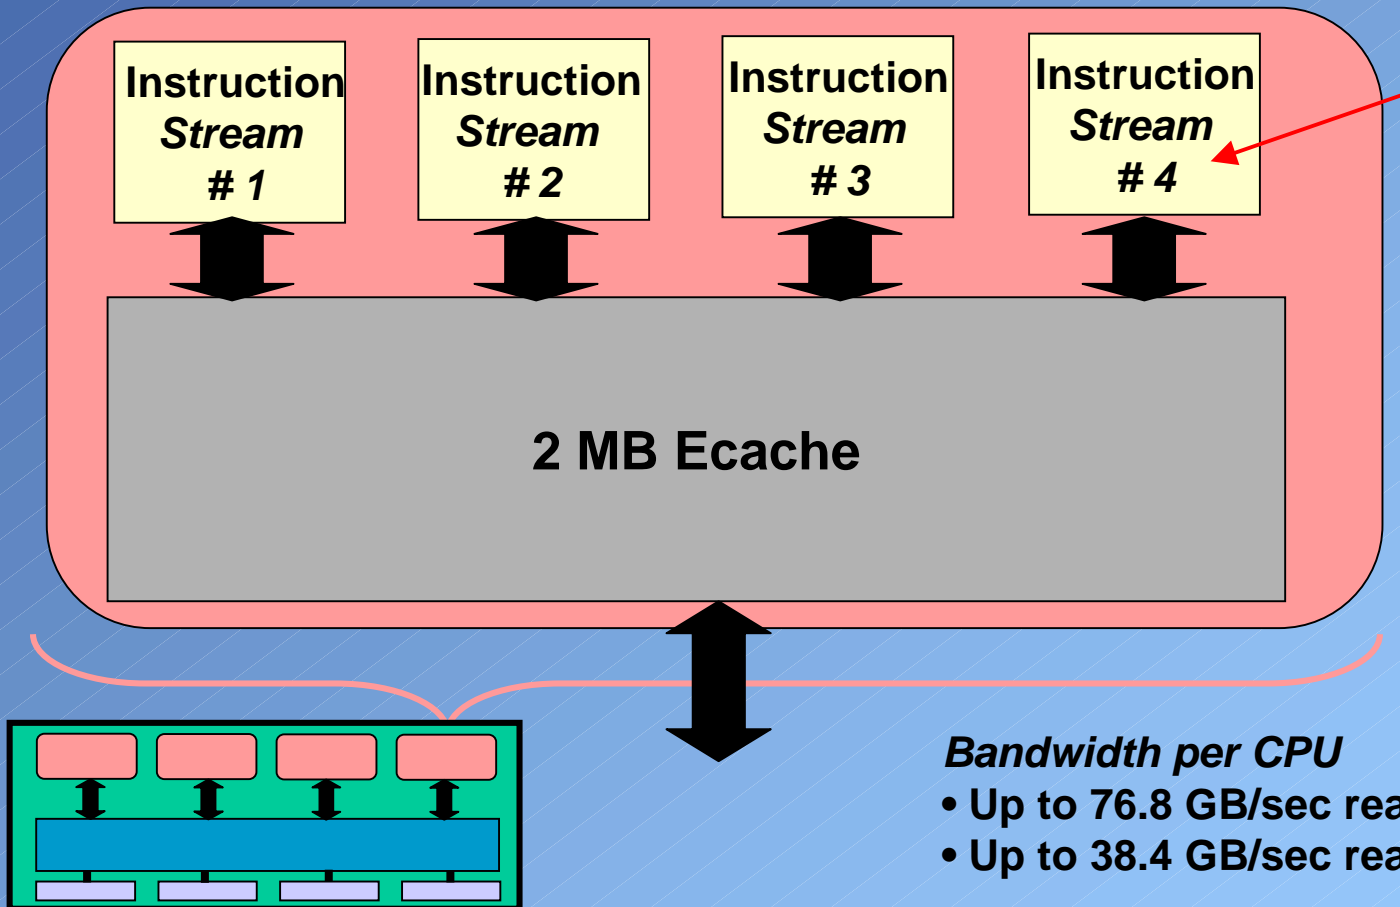 Instruction
Stream
# 1
Instruction
Stream
# 2
Instruction
Stream
# 3
Instruction
Stream
# 4
2 MB Ecache
Bandwidth per CPU
• Up to 76.8 GB/sec
• Up to 38.4 GB/sec